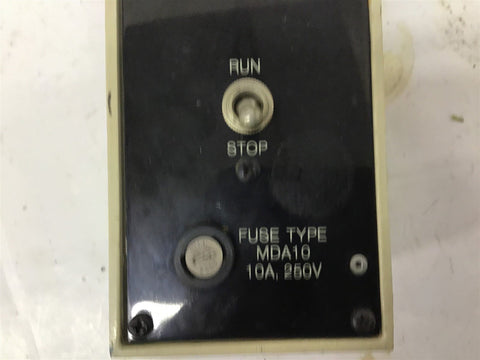 RUN
STOP
FUSE TYPE
MDA10
10A, 250V